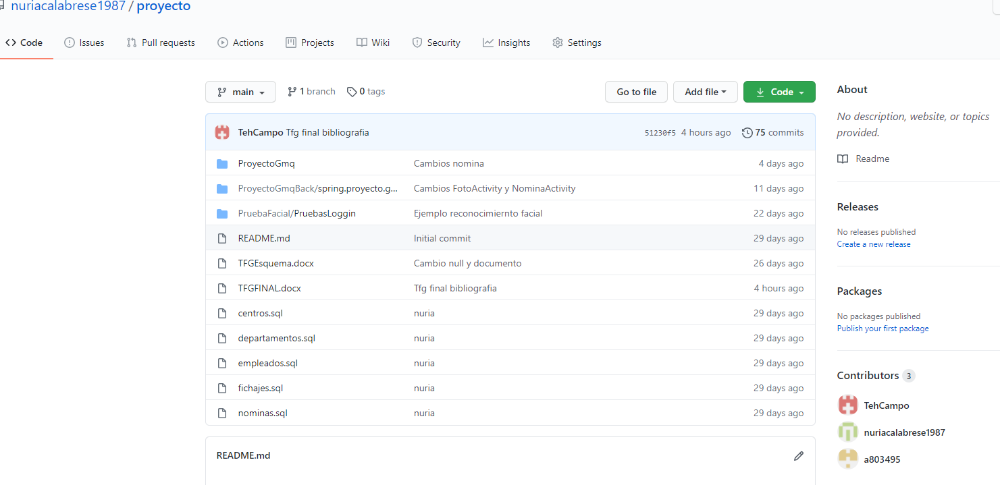 nuriacalabrese1987 / proyecto
Code Issues Pull requests Actions Projects Wiki Security Insights Settings
main 1 branch 0 tags Go to file Add file Code
TehCampo Tfg final bibliografia 51230f5 4 hours ago 75 commits
ProyectoGmq Cambios nomina 4 days ago
ProyectoGmqBack/spring.proyecto.g... Cambios FotoActivity y NominaActivity 11 days ago
PruebaFacial/PruebasLoggin Ejemplo reconocimiernto facial 22 days ago
README.md Initial commit 29 days ago
TFGEsquema.docx Cambio null y documento 26 days ago
TFGFINAL.docx Tfg final bibliografia 4 hours ago
centros.sql nuria 29 days ago
departamentos.sql nuria 29 days ago
empleados.sql nuria 29 days ago
fichajes.sql nuria 29 days ago
nominas.sql nuria 29 days ago
README.md
About
No description, website, or topics
provided.
Readme
Releases
No releases published
Create a new release
Packages
No packages published
Publish your first package
Contributors 3
TehCampo
nuriacalabrese1987
a803495